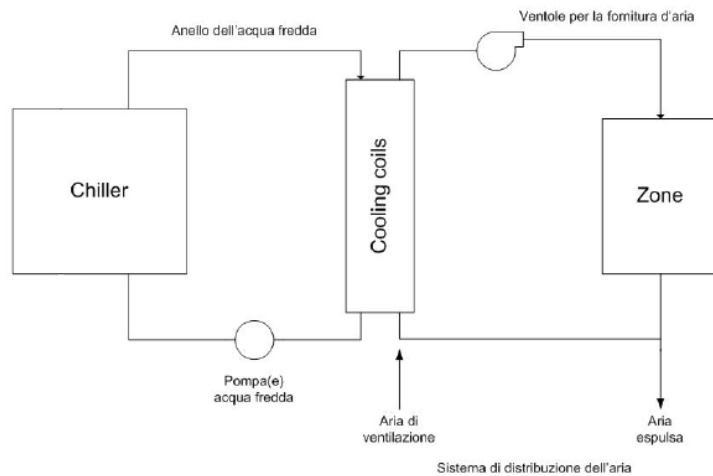 Ventole per la fornitura d'aria
Anello dell'acqua fredda
Chiller
Cooling coils
Zone
Pompa(e)
acqua fredda
Aria di
ventilazione
Aria
espulsa
Sistema di distribuzione dell'aria